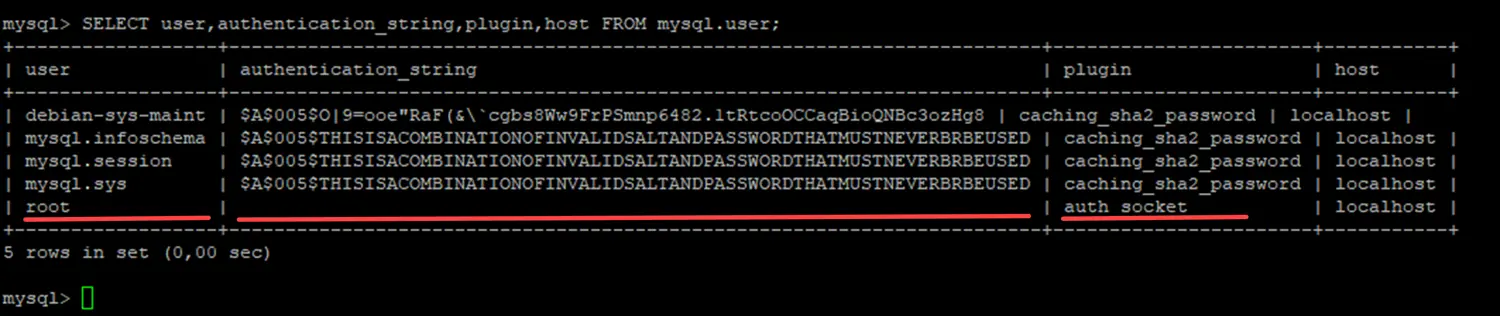 mysql> SELECT user,authentication_string,plugin,host FROM mysql.user;
+------------------+------------------------------------------------------------------------+-----------------------+-----------+
| user | authentication_string | plugin | host |
+------------------+------------------------------------------------------------------------+-----------------------+-----------+
| debian-sys-maint | $A$005$O|9=ooe"RaF(&\`cgbs8Ww9FrPSmnp6482.ltRtcoOCCaqBioQNBc3ozHg8 | caching_sha2_password | localhost |
| mysql.infoschema | $A$005$THISISACOMBINATIONOFINVALIDSALTANDPASSWORDTHATMUSTNEVERBRBEUSED | caching_sha2_password | localhost |
| mysql.session | $A$005$THISISACOMBINATIONOFINVALIDSALTANDPASSWORDTHATMUSTNEVERBRBEUSED | caching_sha2_password | localhost |
| mysql.sys | $A$005$THISISACOMBINATIONOFINVALIDSALTANDPASSWORDTHATMUSTNEVERBRBEUSED | caching_sha2_password | localhost |
| root | | auth_socket | localhost |
+------------------+------------------------------------------------------------------------+-----------------------+-----------+
5 rows in set (0,00 sec)
mysql>